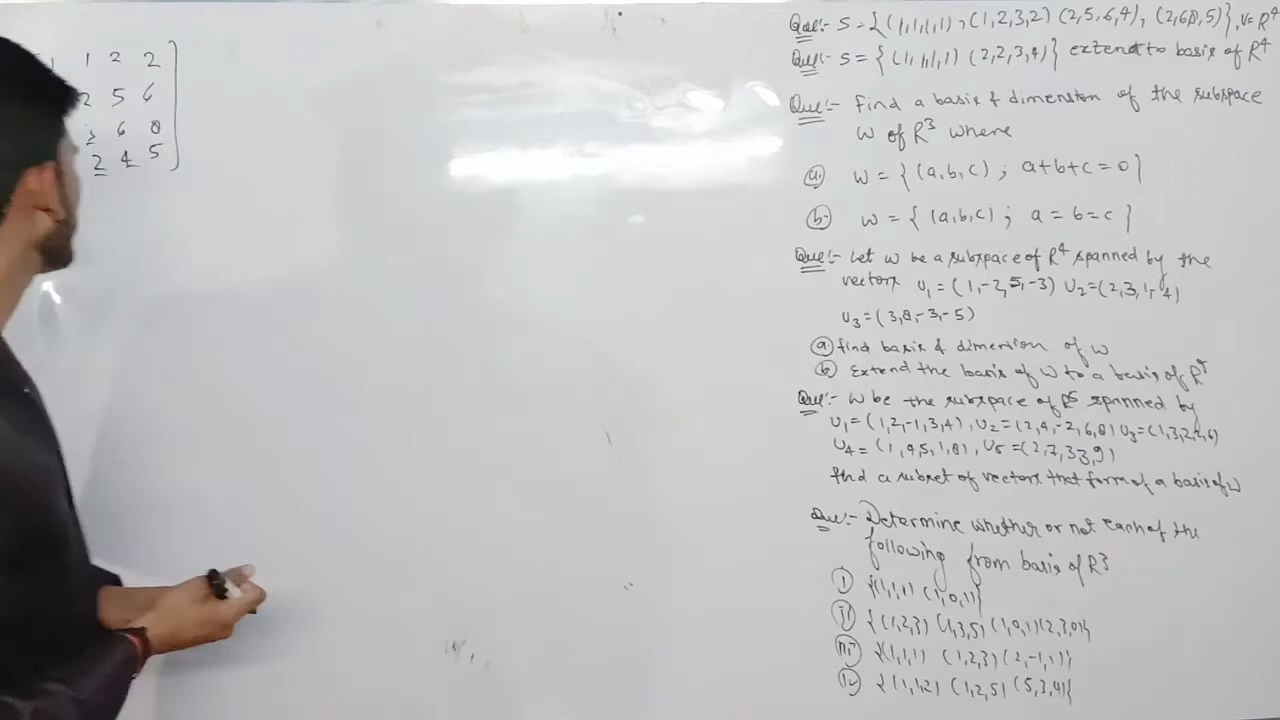 1 2 2
2 5 6
3 6 8
2 4 5
Que:- S = {(1,1,1,1), (1,2,3,2) (2,5,6,4), (2,6,8,5)}, V=R⁴
Que:- S = {(1,1,1,1) (2,2,3,4)} extend to basis of R⁴
Que:- Find a basis & dimension of the subspace
W of R³ where
(a) W = {(a,b,c) ; a+b+c=0}
(b) W = {(a,b,c) ; a=b=c}
Que:- Let W be a subspace of R⁴ spanned by the
vectors U₁=(1,-2,5,-3) U₂=(2,3,1,-4)
U₃=(3,8,-3,-5)
(a) find basis & dimension of W
(b) Extend the basis of W to a basis of R⁴
Que:- W be the subspace of R⁵ spanned by
U₁=(1,2,-1,3,4), U₂=(2,4,-2,6,8) U₃=(1,3,2,2,6)
U₄=(1,4,5,1,8), U₅=(2,7,3,3,9)
find a subset of vectors that form of a basis of W
Que:- Determine whether or not each of the
following from basis of R³
(i) {(1,1,1) (1,0,1)}
(ii) {(1,2,3) (1,3,5) (1,0,1)(2,3,0)}
(iii) {(1,1,1) (1,2,3) (2,-1,1)}
(iv) {(1,1,2) (1,2,5) (5,3,4)}